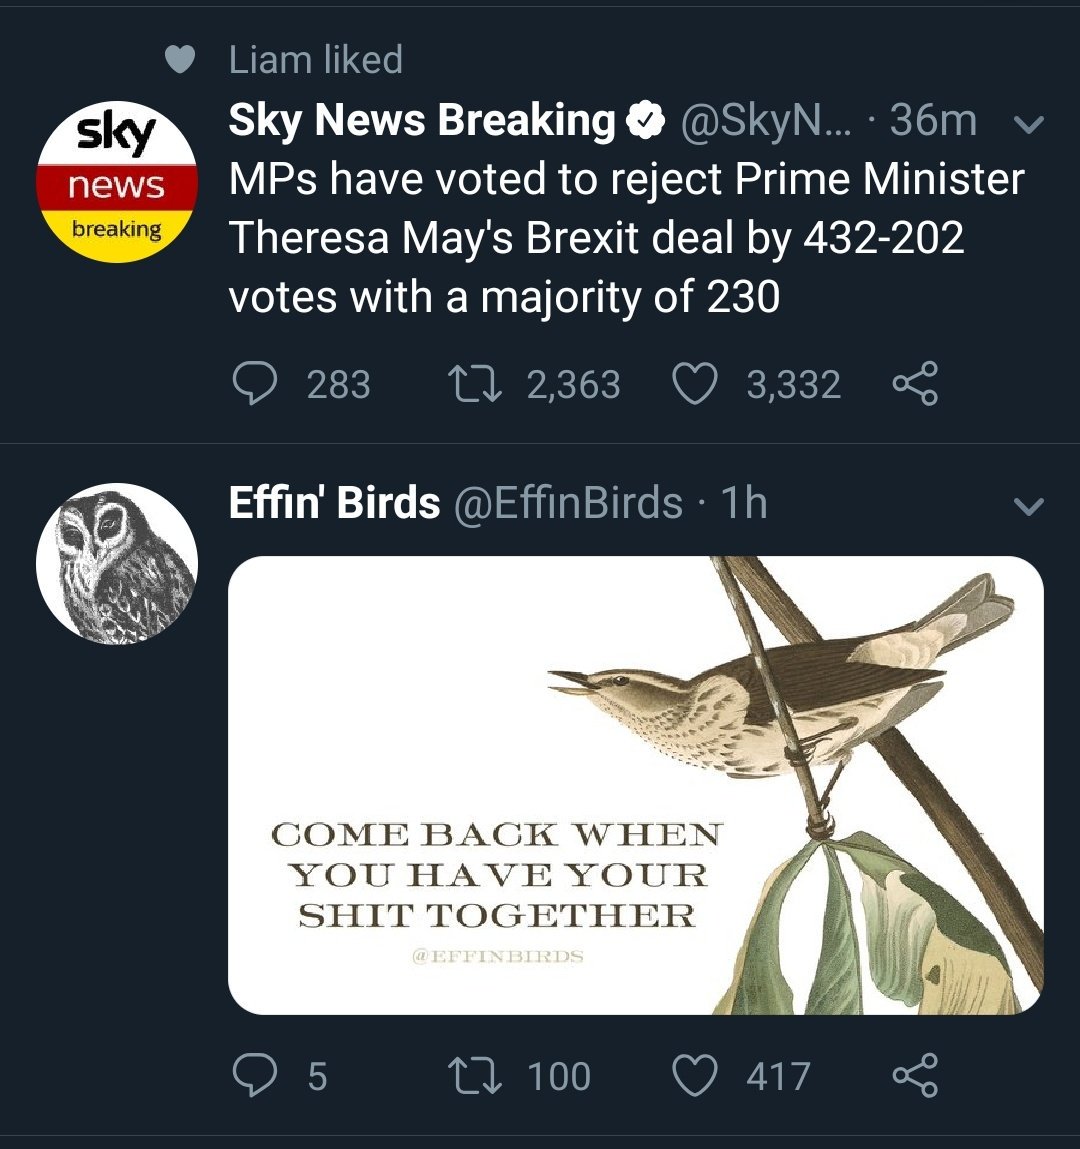 Liam liked
sky
news
breaking
Sky News Breaking @SkyN... · 36m
MPs have voted to reject Prime Minister
Theresa May's Brexit deal by 432-202
votes with a majority of 230
283 2,363 3,332
Effin' Birds @EffinBirds · 1h
COME BACK WHEN
YOU HAVE YOUR
SHIT TOGETHER
@EFFINBIRDS
5 100 417